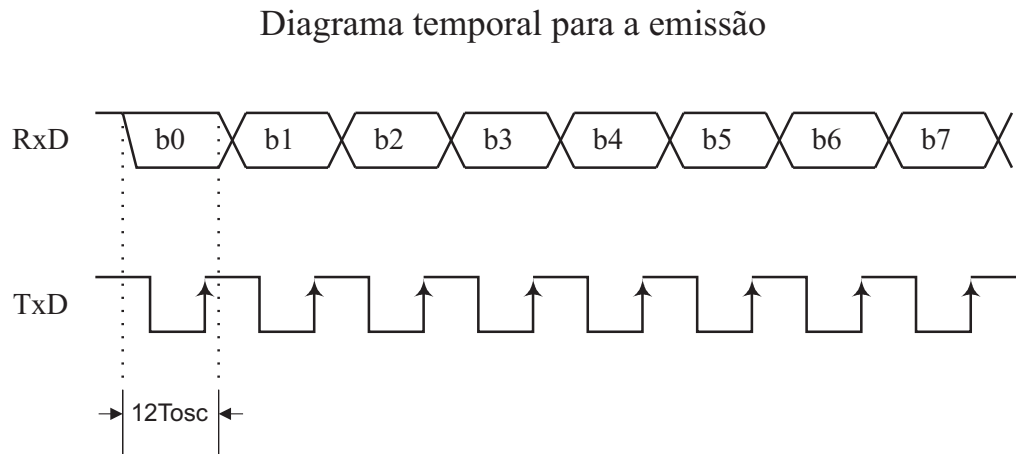 Diagrama temporal para a emissão
RxD b0 b1 b2 b3 b4 b5 b6 b7
TxD
12Tosc